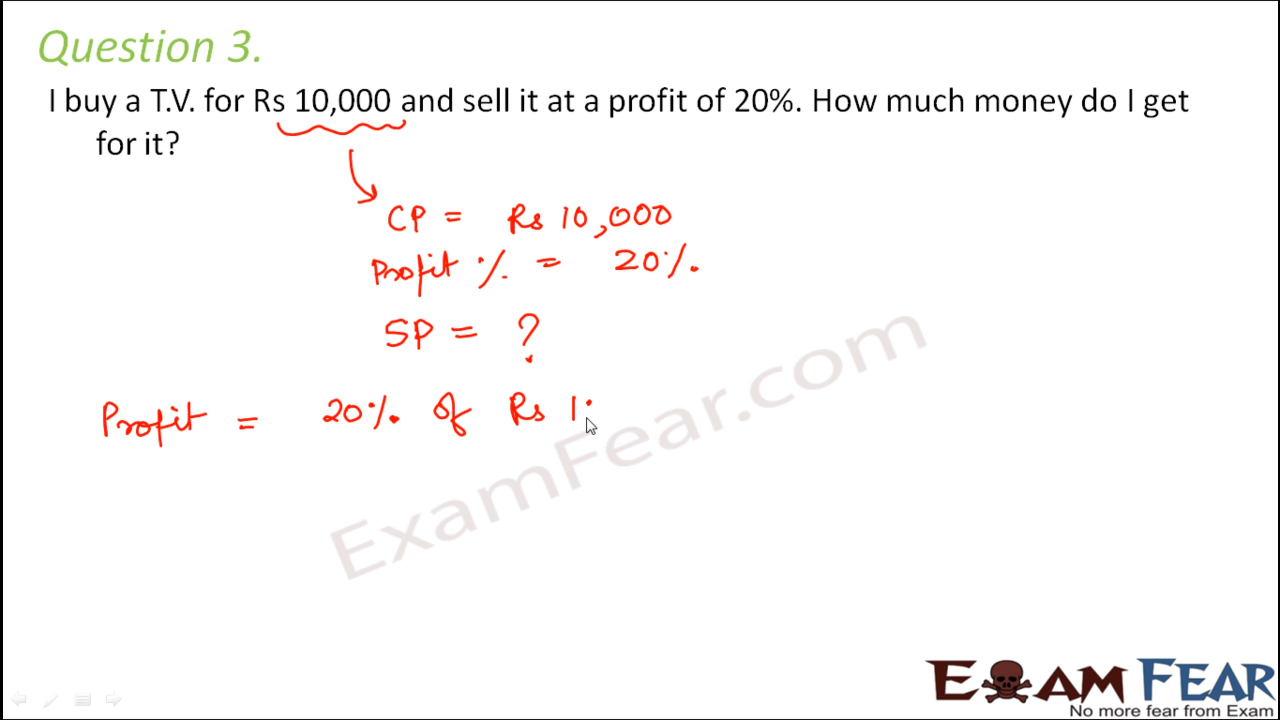 Question 3.
I buy a T.V. for Rs 10,000 and sell it at a profit of 20%. How much money do I get
for it?
CP = Rs 10,000
Profit % = 20%.
SP = ?
Profit = 20%. of Rs 1
ExamFear.com
EXAM FEAR
No more fear from Exam